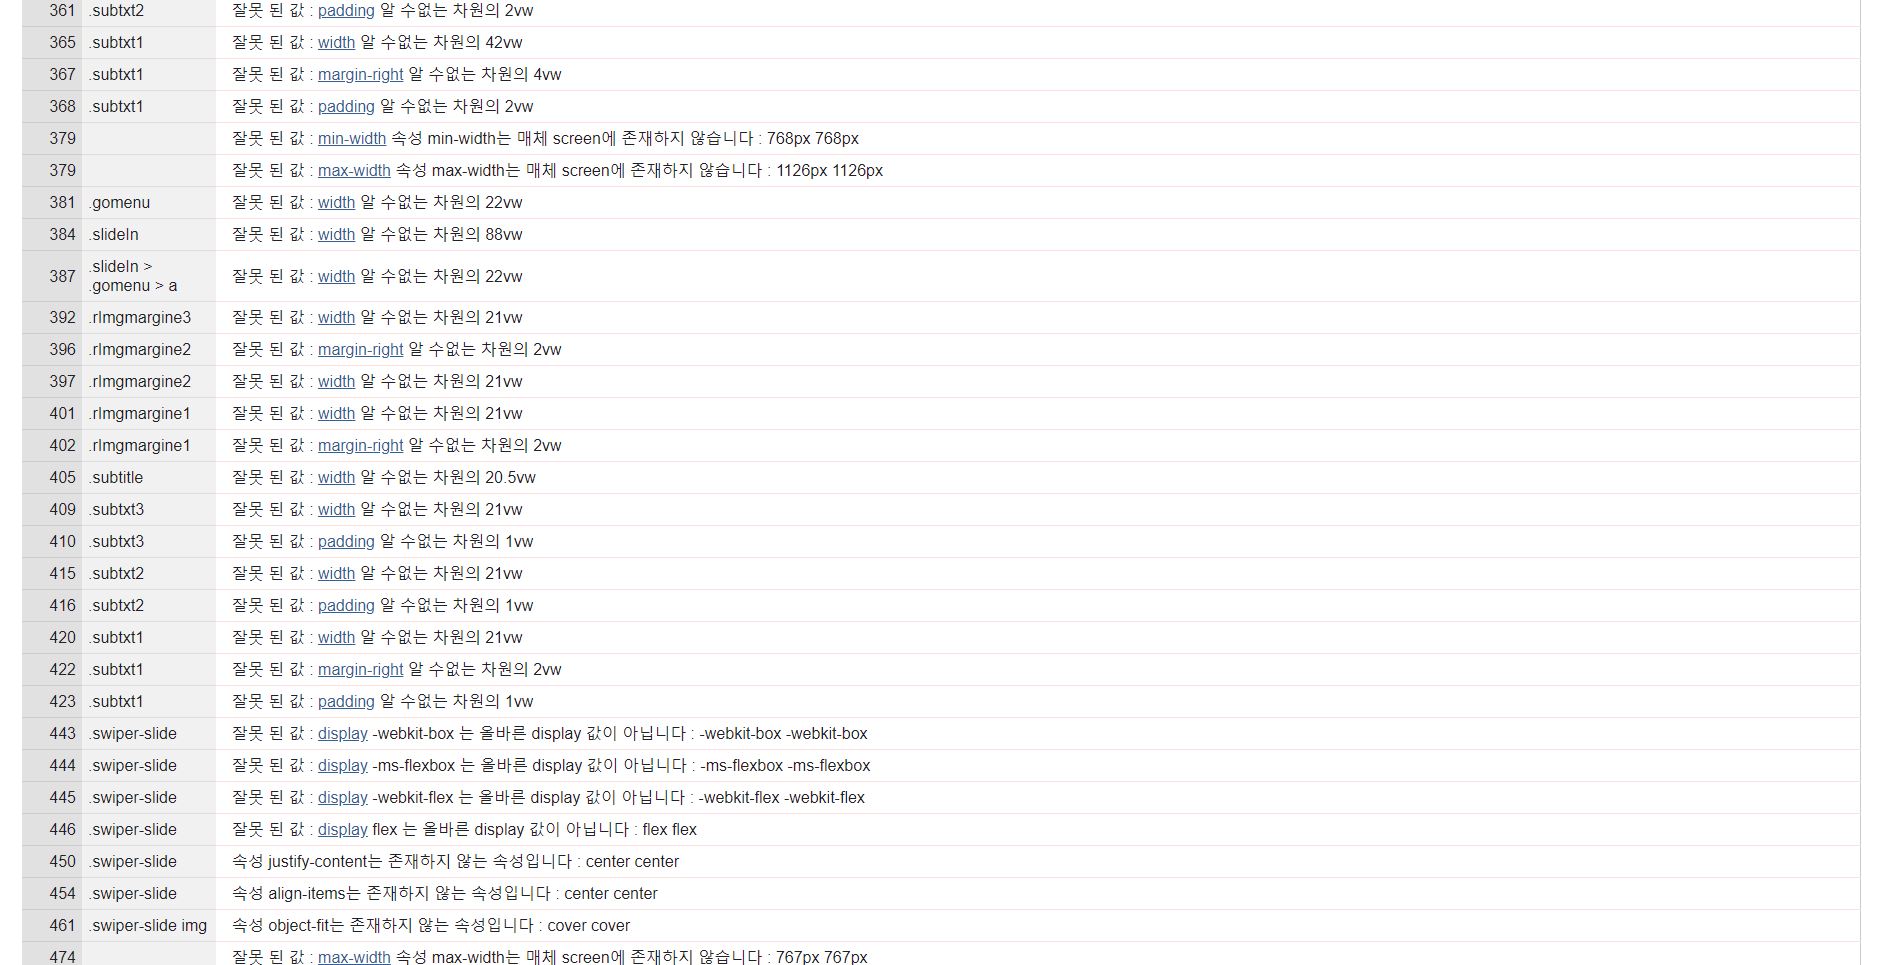 361 .subtxt2 잘못 된 값 : padding 알 수없는 차원의 2vw
365 .subtxt1 잘못 된 값 : width 알 수없는 차원의 42vw
367 .subtxt1 잘못 된 값 : margin-right 알 수없는 차원의 4vw
368 .subtxt1 잘못 된 값 : padding 알 수없는 차원의 2vw
379 잘못 된 값 : min-width 속성 min-width는 매체 screen에 존재하지 않습니다 : 768px 768px
379 잘못 된 값 : max-width 속성 max-width는 매체 screen에 존재하지 않습니다 : 1126px 1126px
381 .gomenu 잘못 된 값 : width 알 수없는 차원의 22vw
384 .slideIn 잘못 된 값 : width 알 수없는 차원의 88vw
387 .slideIn > .gomenu > a 잘못 된 값 : width 알 수없는 차원의 22vw
392 .rImgmargine3 잘못 된 값 : width 알 수없는 차원의 21vw
396 .rImgmargine2 잘못 된 값 : margin-right 알 수없는 차원의 2vw
397 .rImgmargine2 잘못 된 값 : width 알 수없는 차원의 21vw
401 .rImgmargine1 잘못 된 값 : width 알 수없는 차원의 21vw
402 .rImgmargine1 잘못 된 값 : margin-right 알 수없는 차원의 2vw
405 .subtitle 잘못 된 값 : width 알 수없는 차원의 20.5vw
409 .subtxt3 잘못 된 값 : width 알 수없는 차원의 21vw
410 .subtxt3 잘못 된 값 : padding 알 수없는 차원의 1vw
415 .subtxt2 잘못 된 값 : width 알 수없는 차원의 21vw
416 .subtxt2 잘못 된 값 : padding 알 수없는 차원의 1vw
420 .subtxt1 잘못 된 값 : width 알 수없는 차원의 21vw
422 .subtxt1 잘못 된 값 : margin-right 알 수없는 차원의 2vw
423 .subtxt1 잘못 된 값 : padding 알 수없는 차원의 1vw
443 .swiper-slide 잘못 된 값 : display -webkit-box 는 올바른 display 값이 아닙니다 : -webkit-box -webkit-box
444 .swiper-slide 잘못 된 값 : display -ms-flexbox 는 올바른 display 값이 아닙니다 : -ms-flexbox -ms-flexbox
445 .swiper-slide 잘못 된 값 : display -webkit-flex 는 올바른 display 값이 아닙니다 : -webkit-flex -webkit-flex
446 .swiper-slide 잘못 된 값 : display flex 는 올바른 display 값이 아닙니다 : flex flex
450 .swiper-slide 속성 justify-content는 존재하지 않는 속성입니다 : center center
454 .swiper-slide 속성 align-items는 존재하지 않는 속성입니다 : center center
461 .swiper-slide img 속성 object-fit는 존재하지 않는 속성입니다 : cover cover
474 잘못 된 값 : max-width 속성 max-width는 매체 screen에 존재하지 않습니다 : 767px 767px